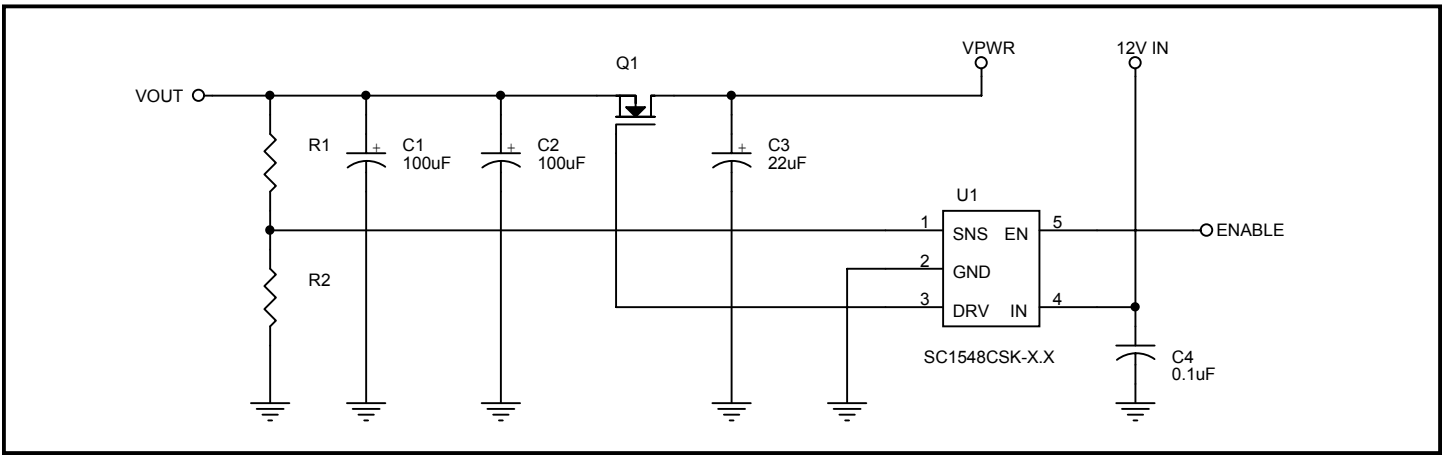 VPWR
12V IN
Q1
VOUT
R1
+
C1
100uF
+
C2
100uF
+
C3
22uF
U1
1
SNS
EN
5
ENABLE
2
GND
R2
3
DRV
IN
4
SC1548CSK-X.X
C4
0.1uF